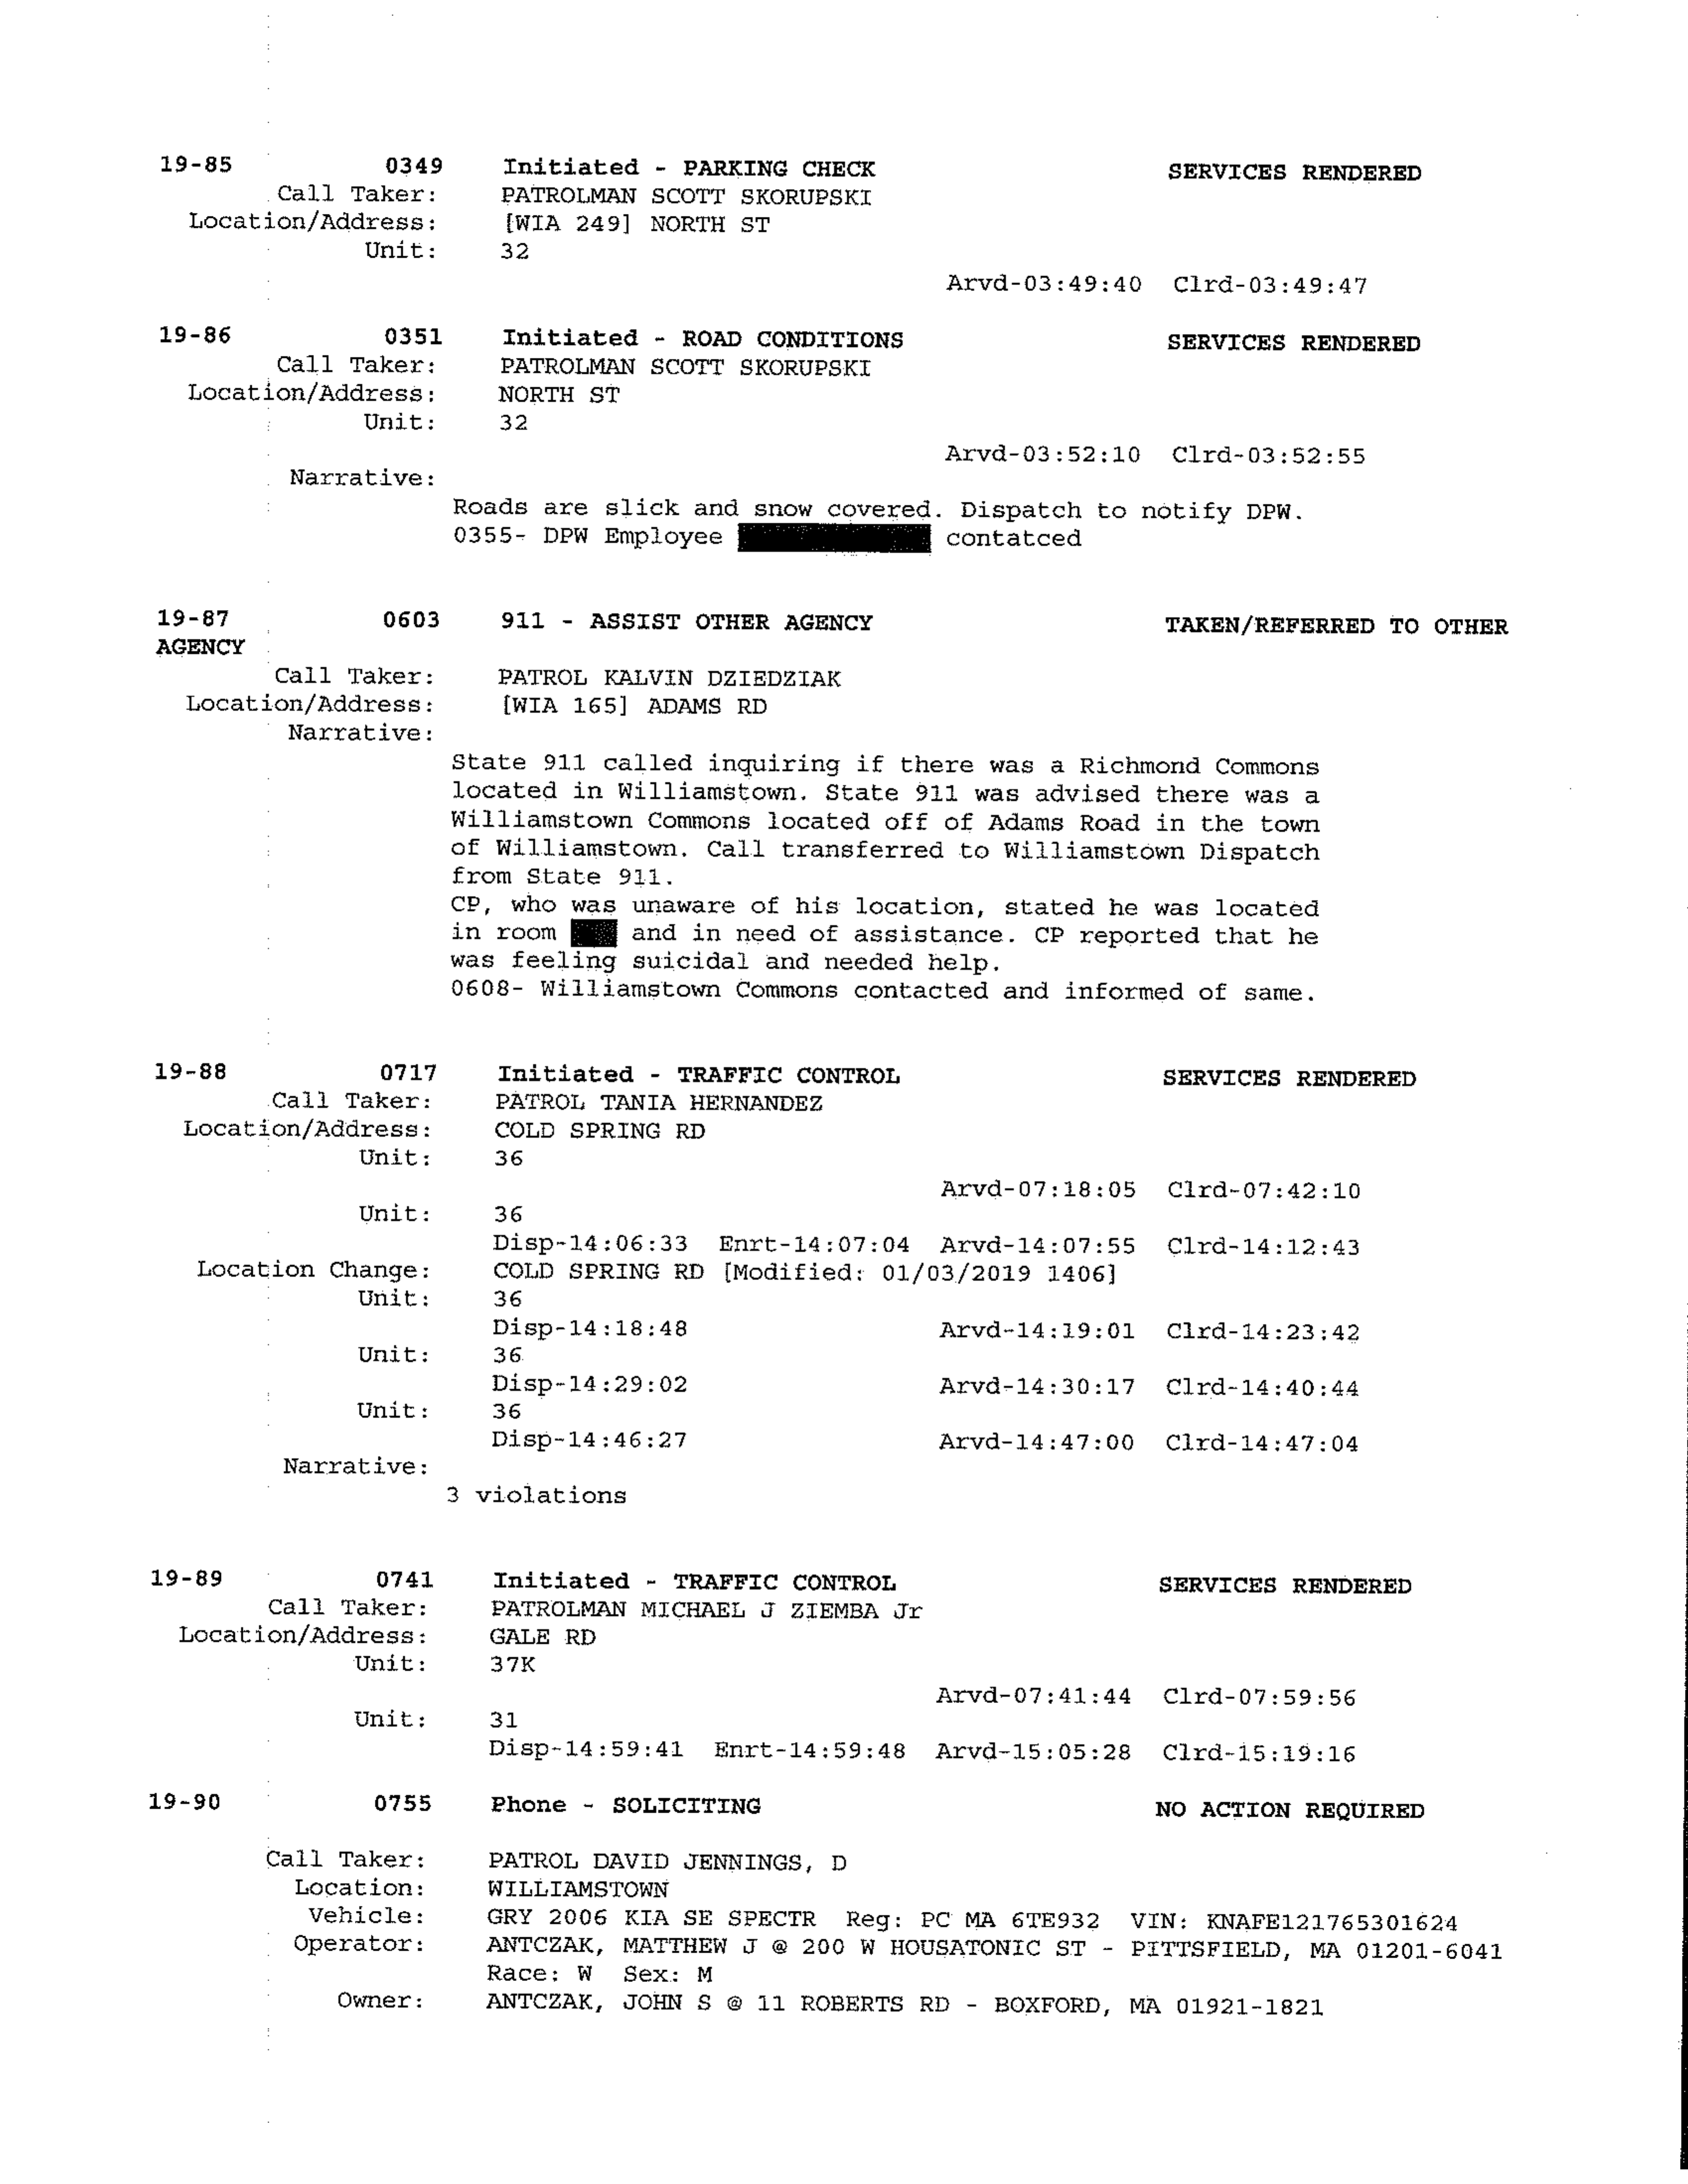 19-85 0349 Initiated - PARKING CHECK SERVICES RENDERED
Call Taker: PATROLMAN SCOTT SKORUPSKI
Location/Address: [WIA 249] NORTH ST
Unit: 32
Arvd-03:49:40 Clrd-03:49:47
19-86 0351 Initiated - ROAD CONDITIONS SERVICES RENDERED
Call Taker: PATROLMAN SCOTT SKORUPSKI
Location/Address: NORTH ST
Unit: 32
Arvd-03:52:10 Clrd-03:52:55
Narrative:
Roads are slick and snow covered. Dispatch to notify DPW.
0355- DPW Employee contatced
19-87 0603 911 - ASSIST OTHER AGENCY TAKEN/REFERRED TO OTHER
AGENCY
Call Taker: PATROL KALVIN DZIEDZIAK
Location/Address: [WIA 165] ADAMS RD
Narrative:
State 911 called inquiring if there was a Richmond Commons
located in Williamstown. State 911 was advised there was a
Williamstown Commons located off of Adams Road in the town
of Williamstown. Call transferred to Williamstown Dispatch
from State 911.
CP, who was unaware of his location, stated he was located
in room and in need of assistance. CP reported that he
was feeling suicidal and needed help.
0608- Williamstown Commons contacted and informed of same.
19-88 0717 Initiated - TRAFFIC CONTROL SERVICES RENDERED
Call Taker: PATROL TANIA HERNANDEZ
Location/Address: COLD SPRING RD
Unit: 36
Arvd-07:18:05 Clrd-07:42:10
Unit: 36
Disp-14:06:33 Enrt-14:07:04 Arvd-14:07:55 Clrd-14:12:43
Location Change: COLD SPRING RD [Modified: 01/03/2019 1406]
Unit: 36
Disp-14:18:48 Arvd-14:19:01 Clrd-14:23:42
Unit: 36
Disp-14:29:02 Arvd-14:30:17 Clrd-14:40:44
Unit: 36
Disp-14:46:27 Arvd-14:47:00 Clrd-14:47:04
Narrative:
3 violations
19-89 0741 Initiated - TRAFFIC CONTROL SERVICES RENDERED
Call Taker: PATROLMAN MICHAEL J ZIEMBA Jr
Location/Address: GALE RD
Unit: 37K
Arvd-07:41:44 Clrd-07:59:56
Unit: 31
Disp-14:59:41 Enrt-14:59:48 Arvd-15:05:28 Clrd-15:19:16
19-90 0755 Phone - SOLICITING NO ACTION REQUIRED
Call Taker: PATROL DAVID JENNINGS, D
Location: WILLIAMSTOWN
Vehicle: GRY 2006 KIA SE SPECTR Reg: PC MA 6TE932 VIN: KNAFE121765301624
Operator: ANTCZAK, MATTHEW J @ 200 W HOUSATONIC ST - PITTSFIELD, MA 01201-6041
Race: W Sex: M
Owner: ANTCZAK, JOHN S @ 11 ROBERTS RD - BOXFORD, MA 01921-1821